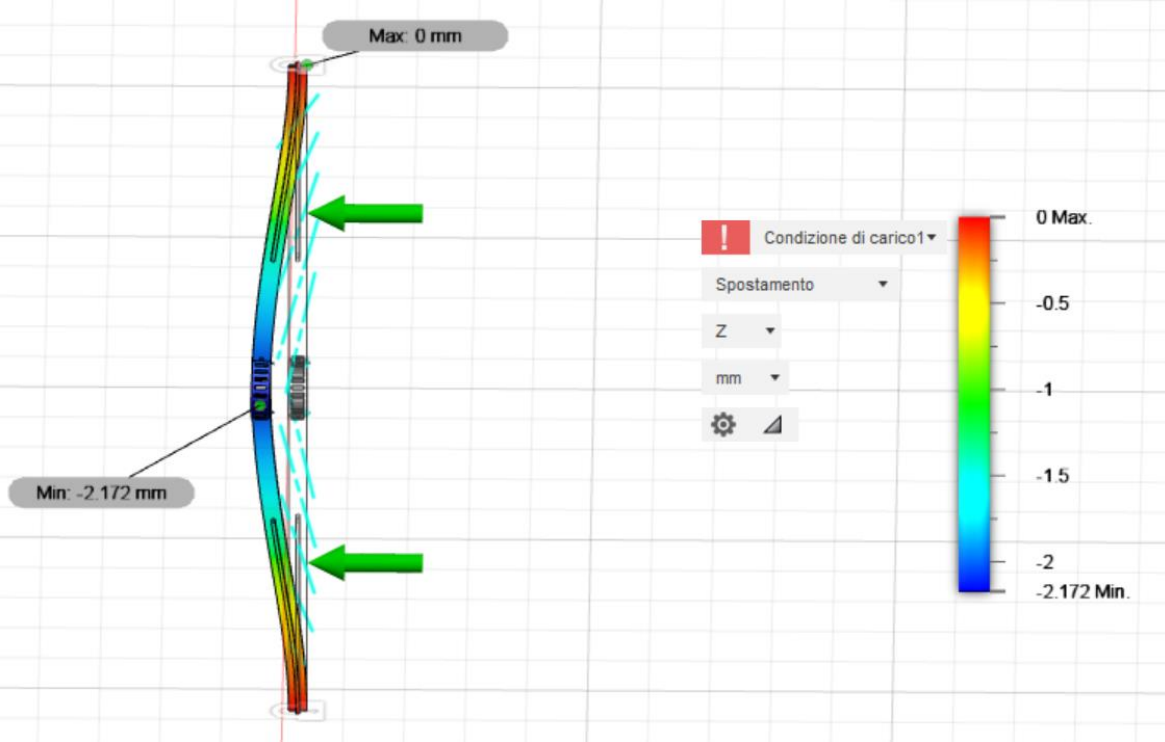 Max: 0 mm
Min: -2.172 mm
! Condizione di carico1
Spostamento
Z
mm
0 Max.
-0.5
-1
-1.5
-2
-2.172 Min.